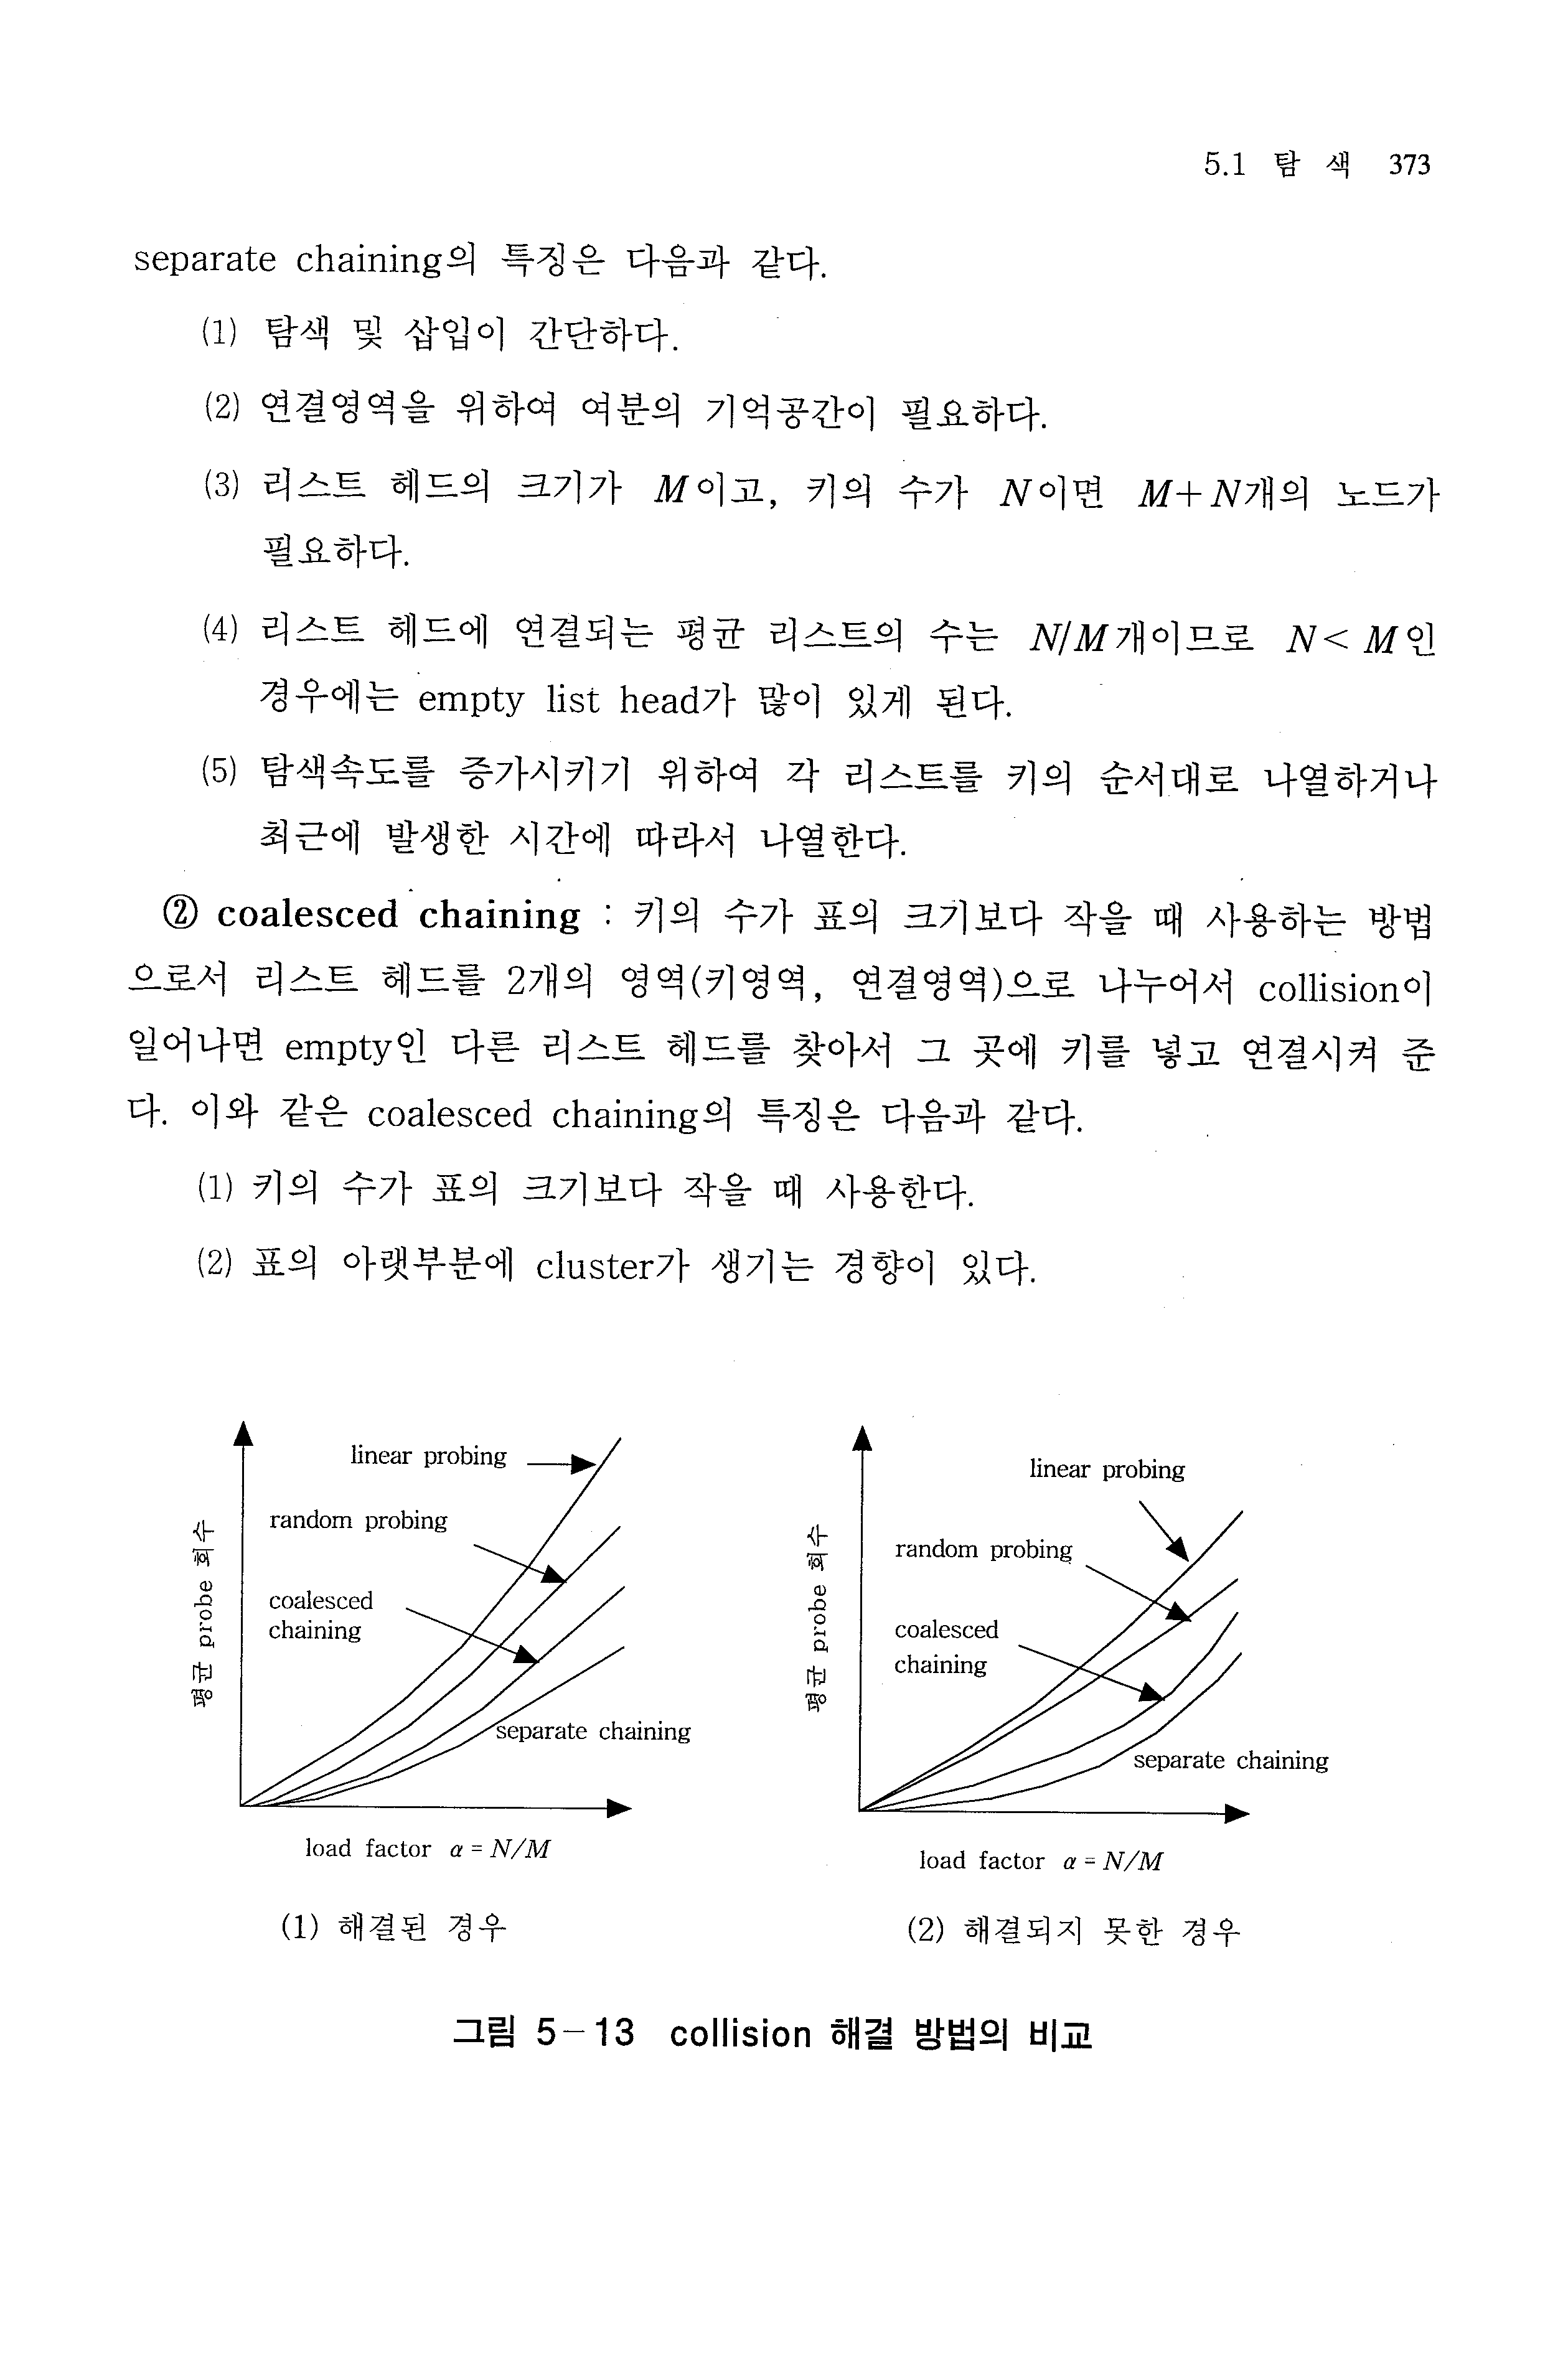 5.1 탐 색 373
separate chaining의 특징은 다음과 같다.
(1) 탐색 및 삽입이 간단하다.
(2) 연결영역을 위하여 여분의 기억공간이 필요하다.
(3) 리스트 헤드의 크기가 M이고, 키의 수가 N이면 M+N개의 노드가
필요하다.
(4) 리스트 헤드에 연결되는 평균 리스트의 수는 N/M개이므로 N< M인
경우에는 empty list head가 많이 있게 된다.
(5) 탐색속도를 증가시키기 위하여 각 리스트를 키의 순서대로 나열하거나
최근에 발생한 시간에 따라서 나열한다.
② coalesced chaining : 키의 수가 표의 크기보다 작을 때 사용하는 방법
으로서 리스트 헤드를 2개의 영역(키영역, 연결영역)으로 나누어서 collision이
일어나면 empty인 다른 리스트 헤드를 찾아서 그 곳에 키를 넣고 연결시켜 준
다. 이와 같은 coalesced chaining의 특징은 다음과 같다.
(1) 키의 수가 표의 크기보다 작을 때 사용한다.
(2) 표의 아랫부분에 cluster가 생기는 경향이 있다.
평균 probe의 회수
linear probing
random probing
coalesced
chaining
separate chaining
load factor α = N/M
(1) 해결된 경우
평균 probe의 회수
linear probing
random probing
coalesced
chaining
separate chaining
load factor α = N/M
(2) 해결되지 못한 경우
그림 5-13 collision 해결 방법의 비교